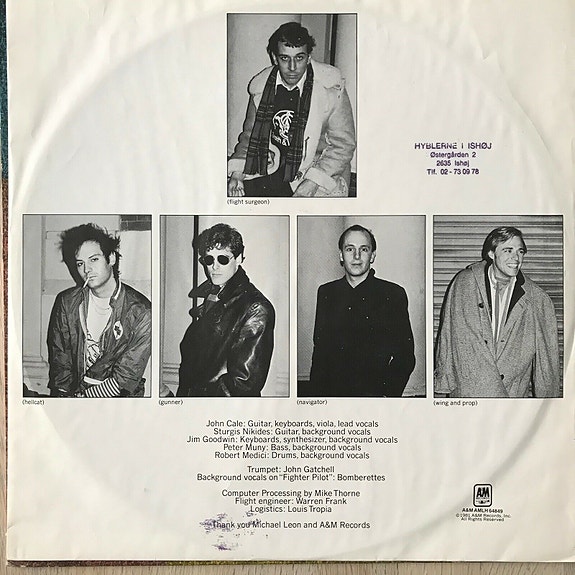 HYBLERNE I ISHØJ
Østergården 2
2635 Ishøj
Tlf. 02 - 73 09 78
(flight surgeon)
(hellcat)
(gunner)
(navigator)
(wing and prop)
John Cale: Guitar, keyboards, viola, lead vocals
Sturgis Nikides: Guitar, background vocals
Jim Goodwin: Keyboards, synthesizer, background vocals
Peter Muny: Bass, background vocals
Robert Medici: Drums, background vocals
Trumpet: John Gatchell
Background vocals on "Fighter Pilot": Bomberettes
Computer Processing by Mike Thorne
Flight engineer: Warren Frank
Logistics: Louis Tropia
Thank you Michael Leon and A&M Records
A&M
A&M AMLH 64849
© 1981 A&M Records, Inc.
All Rights Reserved